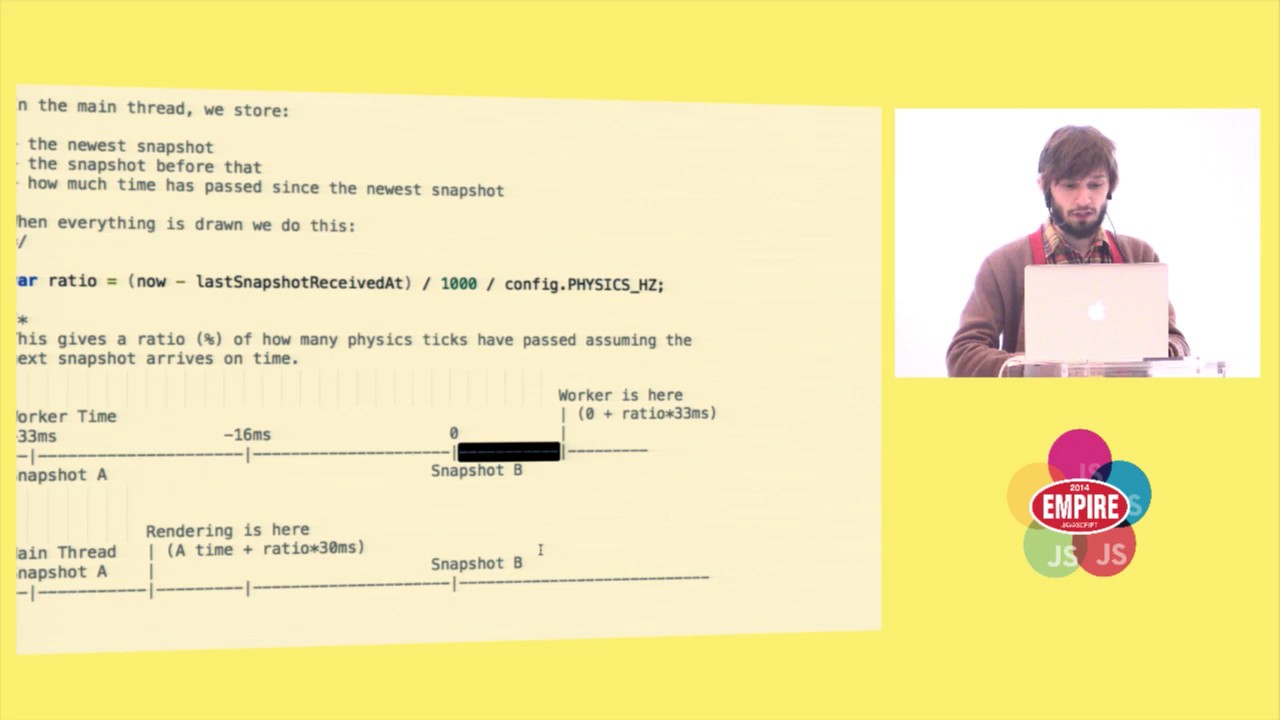 n the main thread, we store:
- the newest snapshot
- the snapshot before that
- how much time has passed since the newest snapshot
hen everything is drawn we do this:
*/
var ratio = (now - lastSnapshotReceivedAt) / 1000 / config.PHYSICS_HZ;
*
his gives a ratio (%) of how many physics ticks have passed assuming the
ext snapshot arrives on time.
Worker is here
orker Time | (0 + ratio*33ms)
33ms -16ms 0 |
--|----------------------|---------------------|-----------|---------
napshot A Snapshot B
Rendering is here
ain Thread | (A time + ratio*30ms)
napshot A | Snapshot B
--|------------|---------|---------------------|---------------------------
2014
EMPIRE
JAVASCRIPT
JS
JS
JS
JS